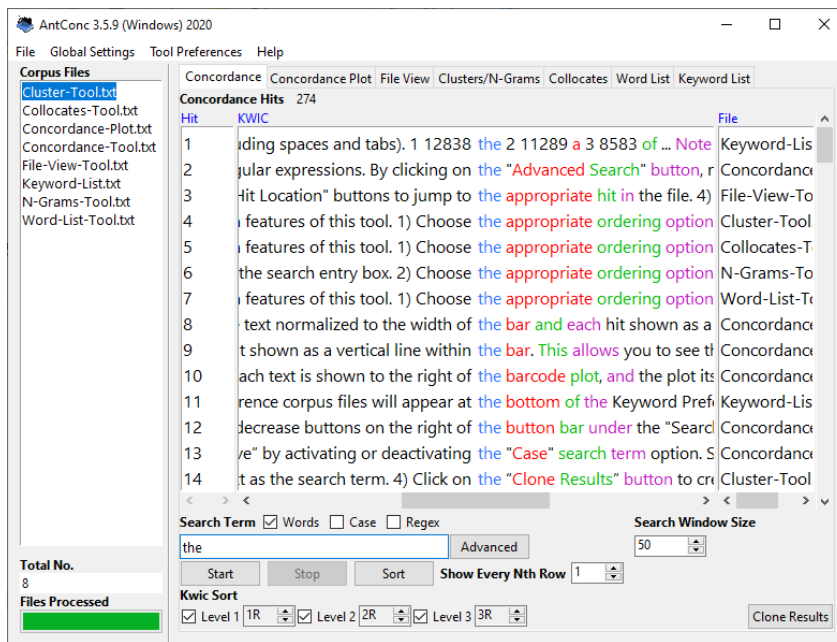 AntConc 3.5.9 (Windows) 2020
File Global Settings Tool Preferences Help
Corpus Files
Cluster-Tool.txt
Collocates-Tool.txt
Concordance-Plot.txt
Concordance-Tool.txt
File-View-Tool.txt
Keyword-List.txt
N-Grams-Tool.txt
Word-List-Tool.txt
Total No.
8
Files Processed
Concordance Concordance Plot File View Clusters/N-Grams Collocates Word List Keyword List
Concordance Hits 274
Hit KWIC File
1 uding spaces and tabs). 1 12838 the 2 11289 a 3 8583 of ... Note Keyword-Lis
2 gular expressions. By clicking on the "Advanced Search" button, r Concordance
3 Hit Location" buttons to jump to the appropriate hit in the file. 4) File-View-To
4 features of this tool. 1) Choose the appropriate ordering option Cluster-Tool
5 features of this tool. 1) Choose the appropriate ordering option Collocates-T
6 the search entry box. 2) Choose the appropriate ordering option N-Grams-To
7 features of this tool. 1) Choose the appropriate ordering option Word-List-To
8 text normalized to the width of the bar and each hit shown as a Concordance
9 t shown as a vertical line within the bar. This allows you to see th Concordance
10 ach text is shown to the right of the barcode plot, and the plot its Concordance
11 rence corpus files will appear at the bottom of the Keyword Pref Keyword-Lis
12 decrease buttons on the right of the button bar under the "Searc Concordance
13 ve" by activating or deactivating the "Case" search term option. S Concordance
14 t as the search term. 4) Click on the “Clone Results” button to cre Cluster-Tool
Search Term Words Case Regex Search Window Size
the Advanced 50
Start Stop Sort Show Every Nth Row 1
Kwic Sort
Level 1 1R Level 2 2R Level 3 3R Clone Results